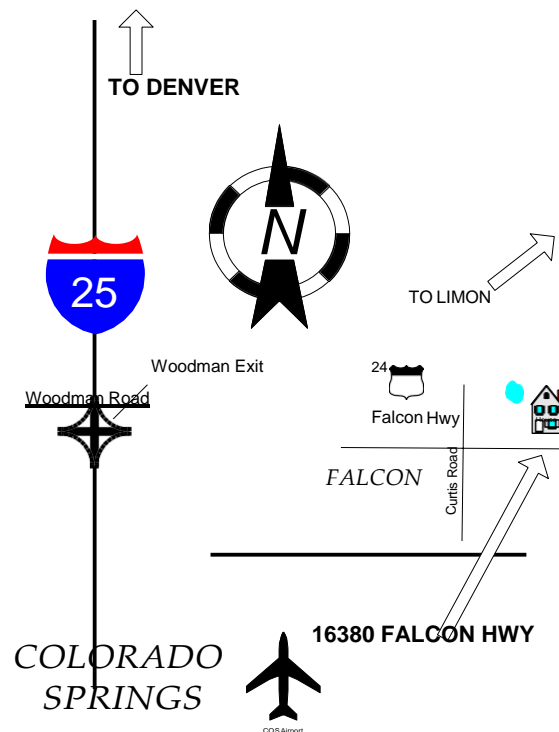 TO DENVER
N
25
TO LIMON
Woodman Exit
24
Woodman Road
Falcon Hwy
FALCON
Curtis Road
16380 FALCON HWY
COLORADO
SPRINGS
COS Airport